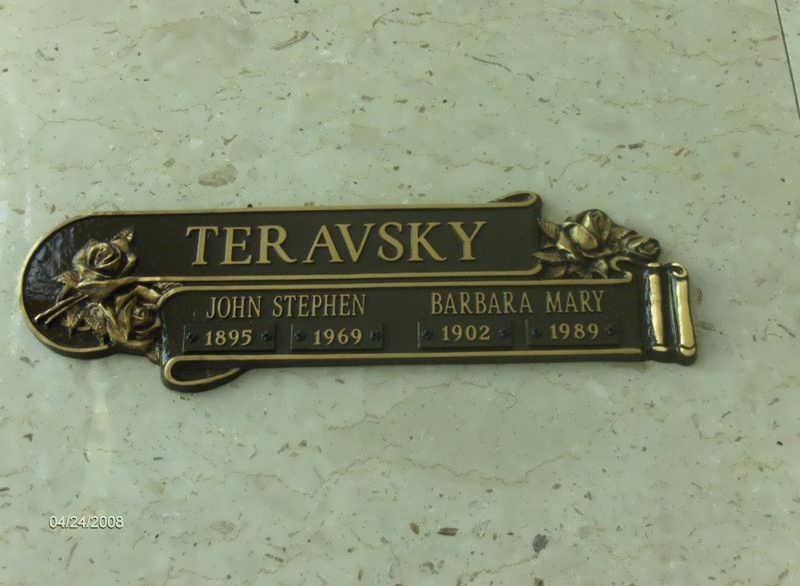 TERAVSKY
JOHN STEPHEN BARBARA MARY
1895 1969 1902 1989
04/24/2008